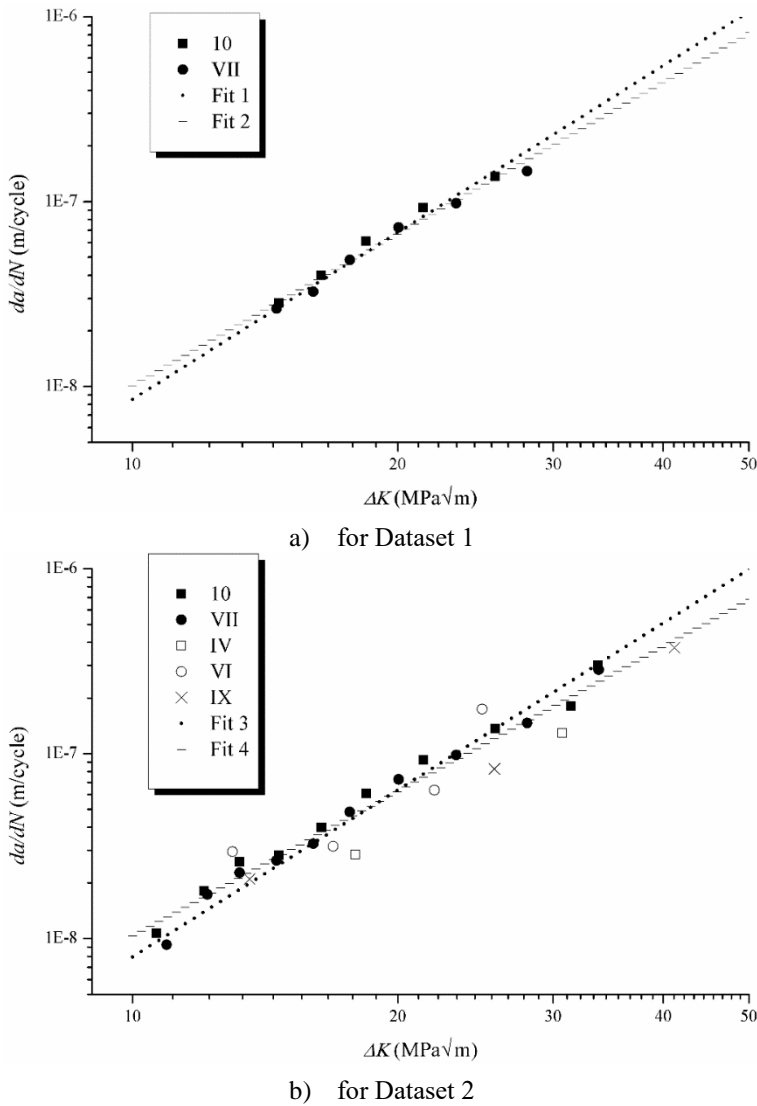 1E-6
10
VII
Fit 1
Fit 2
1E-7
1E-8
da/dN (m/cycle)
10 20 30 40 50
ΔK (MPa√m)
a) for Dataset 1
1E-6
10
VII
IV
VI
IX
Fit 3
Fit 4
1E-7
1E-8
da/dN (m/cycle)
10 20 30 40 50
ΔK (MPa√m)
b) for Dataset 2